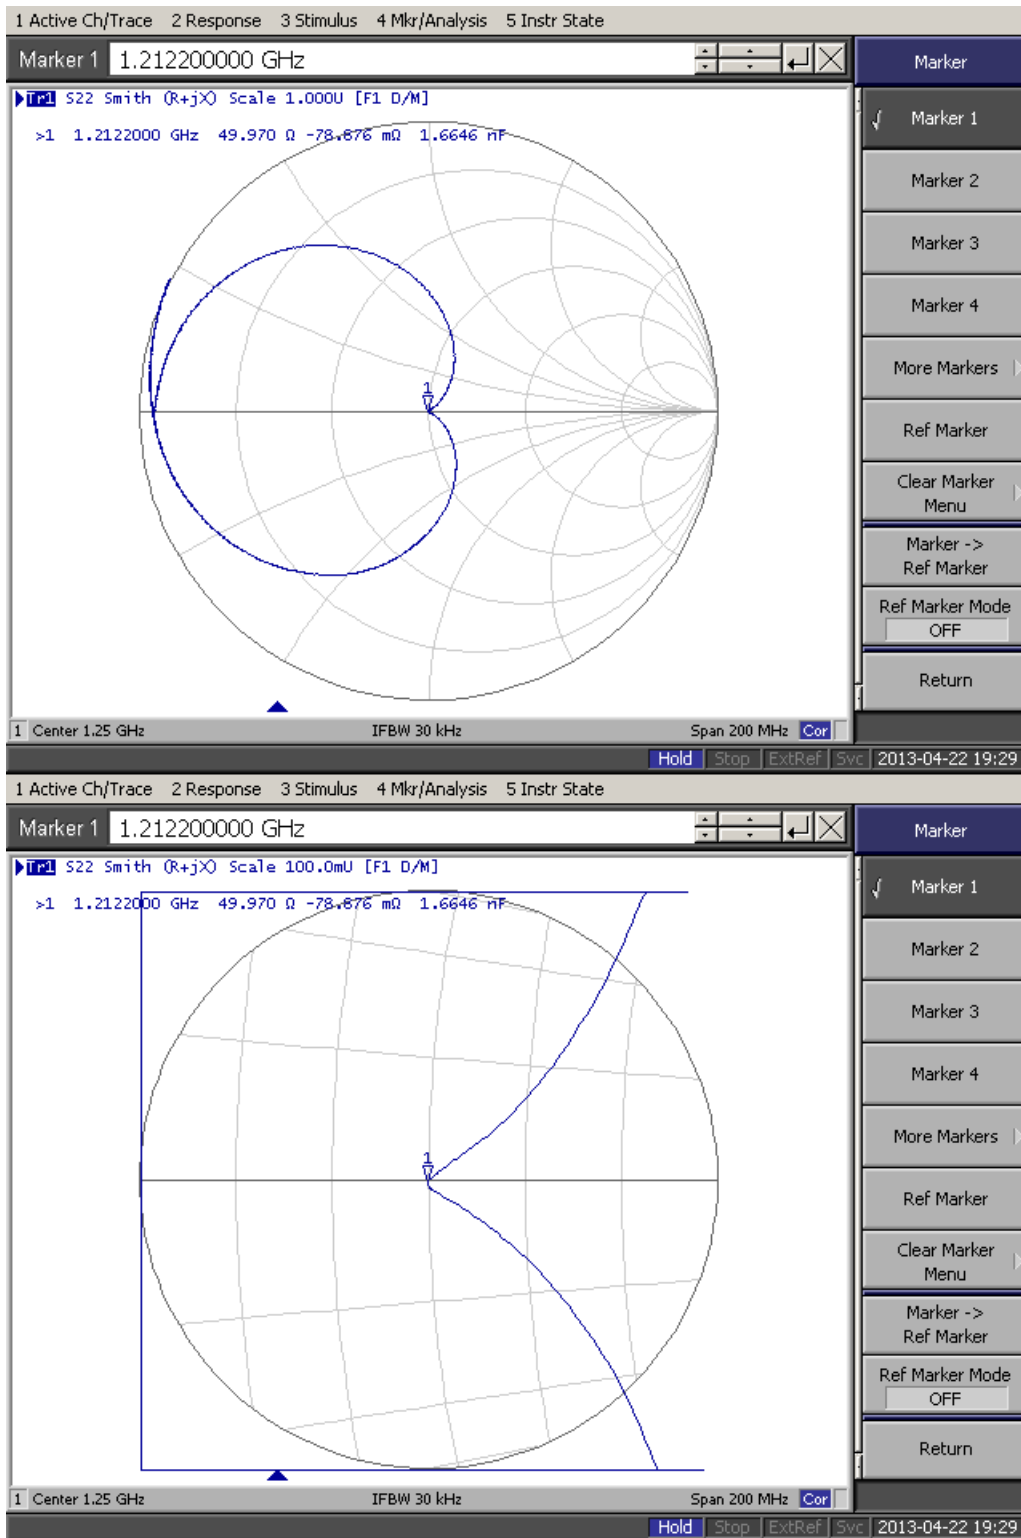 1 Active Ch/Trace 2 Response 3 Stimulus 4 Mkr/Analysis 5 Instr State
Marker 1 1.212200000 GHz
Marker
Tr1 S22 Smith (R+jX) Scale 1.000U [F1 D/M]
>1 1.2122000 GHz 49.970 Ω -78.876 mΩ 1.6646 nF
1
√ Marker 1
Marker 2
Marker 3
Marker 4
More Markers
Ref Marker
Clear Marker
Menu
Marker ->
Ref Marker
Ref Marker Mode
OFF
Return
1 Center 1.25 GHz IFBW 30 kHz Span 200 MHz Cor
Hold Stop ExtRef Svc 2013-04-22 19:29
1 Active Ch/Trace 2 Response 3 Stimulus 4 Mkr/Analysis 5 Instr State
Marker 1 1.212200000 GHz
Marker
Tr1 S22 Smith (R+jX) Scale 100.0mU [F1 D/M]
>1 1.2122000 GHz 49.970 Ω -78.876 mΩ 1.6646 nF
1
√ Marker 1
Marker 2
Marker 3
Marker 4
More Markers
Ref Marker
Clear Marker
Menu
Marker ->
Ref Marker
Ref Marker Mode
OFF
Return
1 Center 1.25 GHz IFBW 30 kHz Span 200 MHz Cor
Hold Stop ExtRef Svc 2013-04-22 19:29